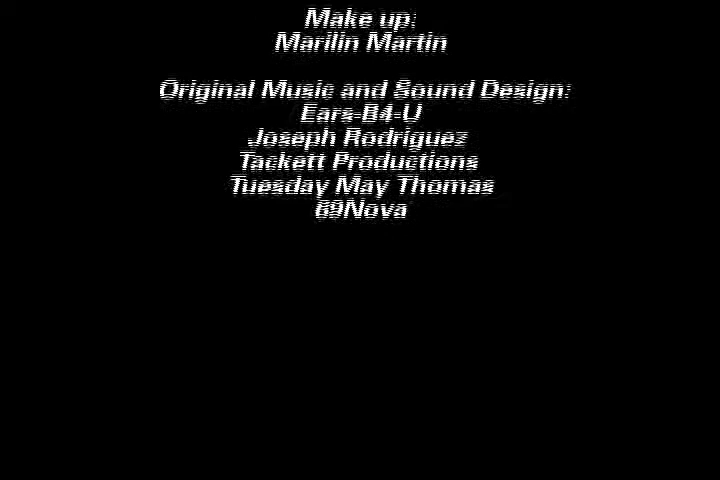 Make up:
Marilin Martin
Original Music and Sound Design:
Ears-B4-U
Joseph Rodriguez
Tackett Productions
Tuesday May Thomas
69Nova